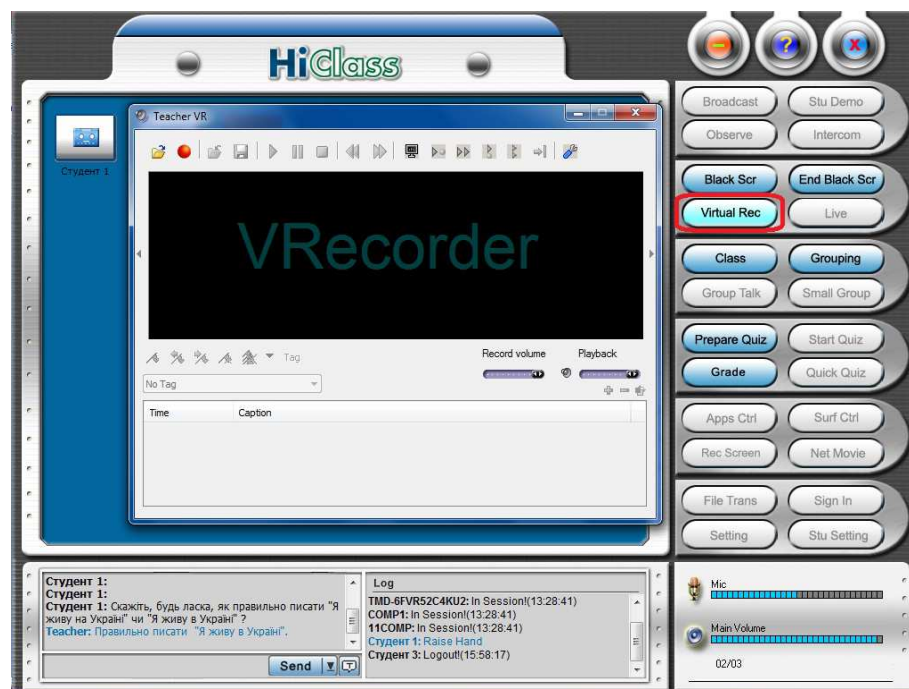 HiClass
Broadcast
Stu Demo
Observe
Intercom
Black Scr
End Black Scr
Virtual Rec
Live
Class
Grouping
Group Talk
Small Group
Prepare Quiz
Start Quiz
Grade
Quick Quiz
Apps Ctrl
Surf Ctrl
Rec Screen
Net Movie
File Trans
Sign In
Setting
Stu Setting
Студент 1
Teacher VR
VRecorder
Tag
Record volume
Playback
No Tag
Time
Caption
Студент 1:
Студент 1:
Студент 1: Скажіть, будь ласка, як правильно писати "Я
живу на Україні" чи "Я живу в Україні" ?
Teacher: Правильно писати "Я живу в Україні".
Send
Log
TMD-6FVR52C4KU2: In Session!(13:28:41)
COMP1: In Session!(13:28:41)
11COMP: In Session!(13:28:41)
Студент 1: Raise Hand
Студент 3: Logout!(15:58:17)
Mic
Main Volume
02/03